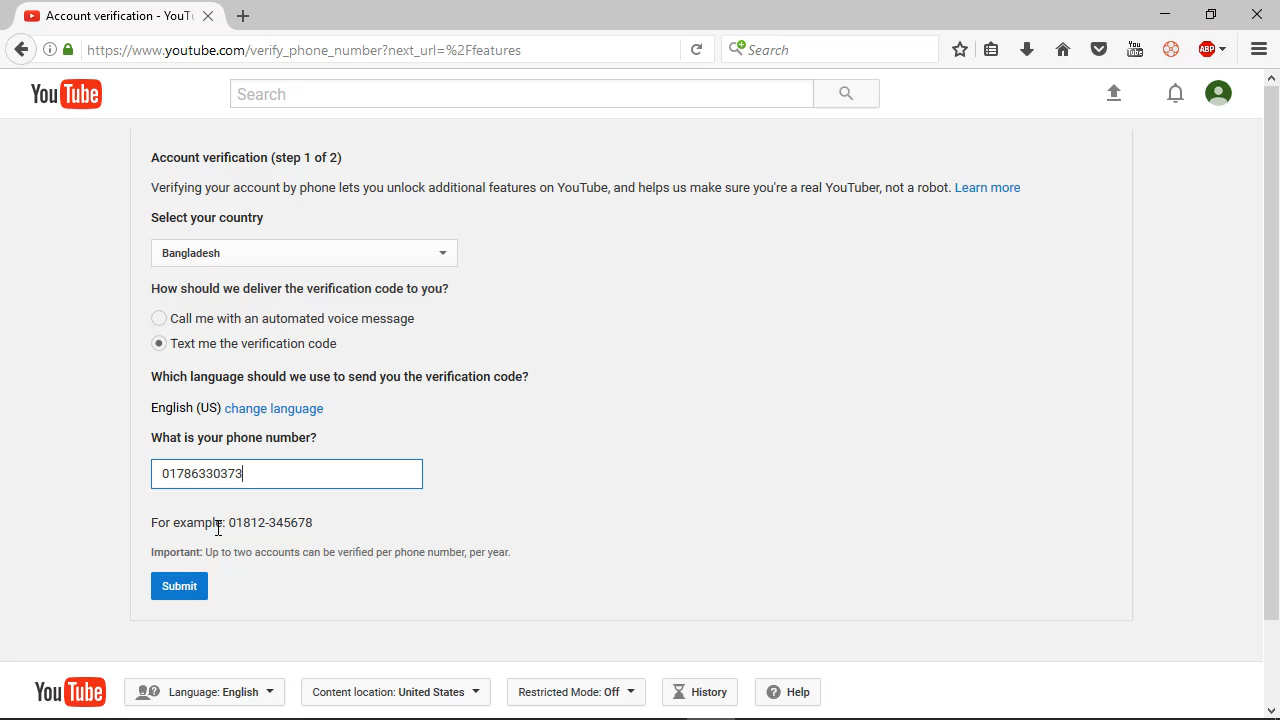 Account verification - YouTu
https://www.youtube.com/verify_phone_number?next_url=%2Ffeatures
Search
You
Tube
ABP
YouTube
Search
Account verification (step 1 of 2)
Verifying your account by phone lets you unlock additional features on YouTube, and helps us make sure you're a real YouTuber, not a robot. Learn more
Select your country
Bangladesh
How should we deliver the verification code to you?
Call me with an automated voice message
Text me the verification code
Which language should we use to send you the verification code?
English (US) change language
What is your phone number?
01786330373
For example: 01812-345678
Important: Up to two accounts can be verified per phone number, per year.
Submit
YouTube
Language: English
Content location: United States
Restricted Mode: Off
History
Help